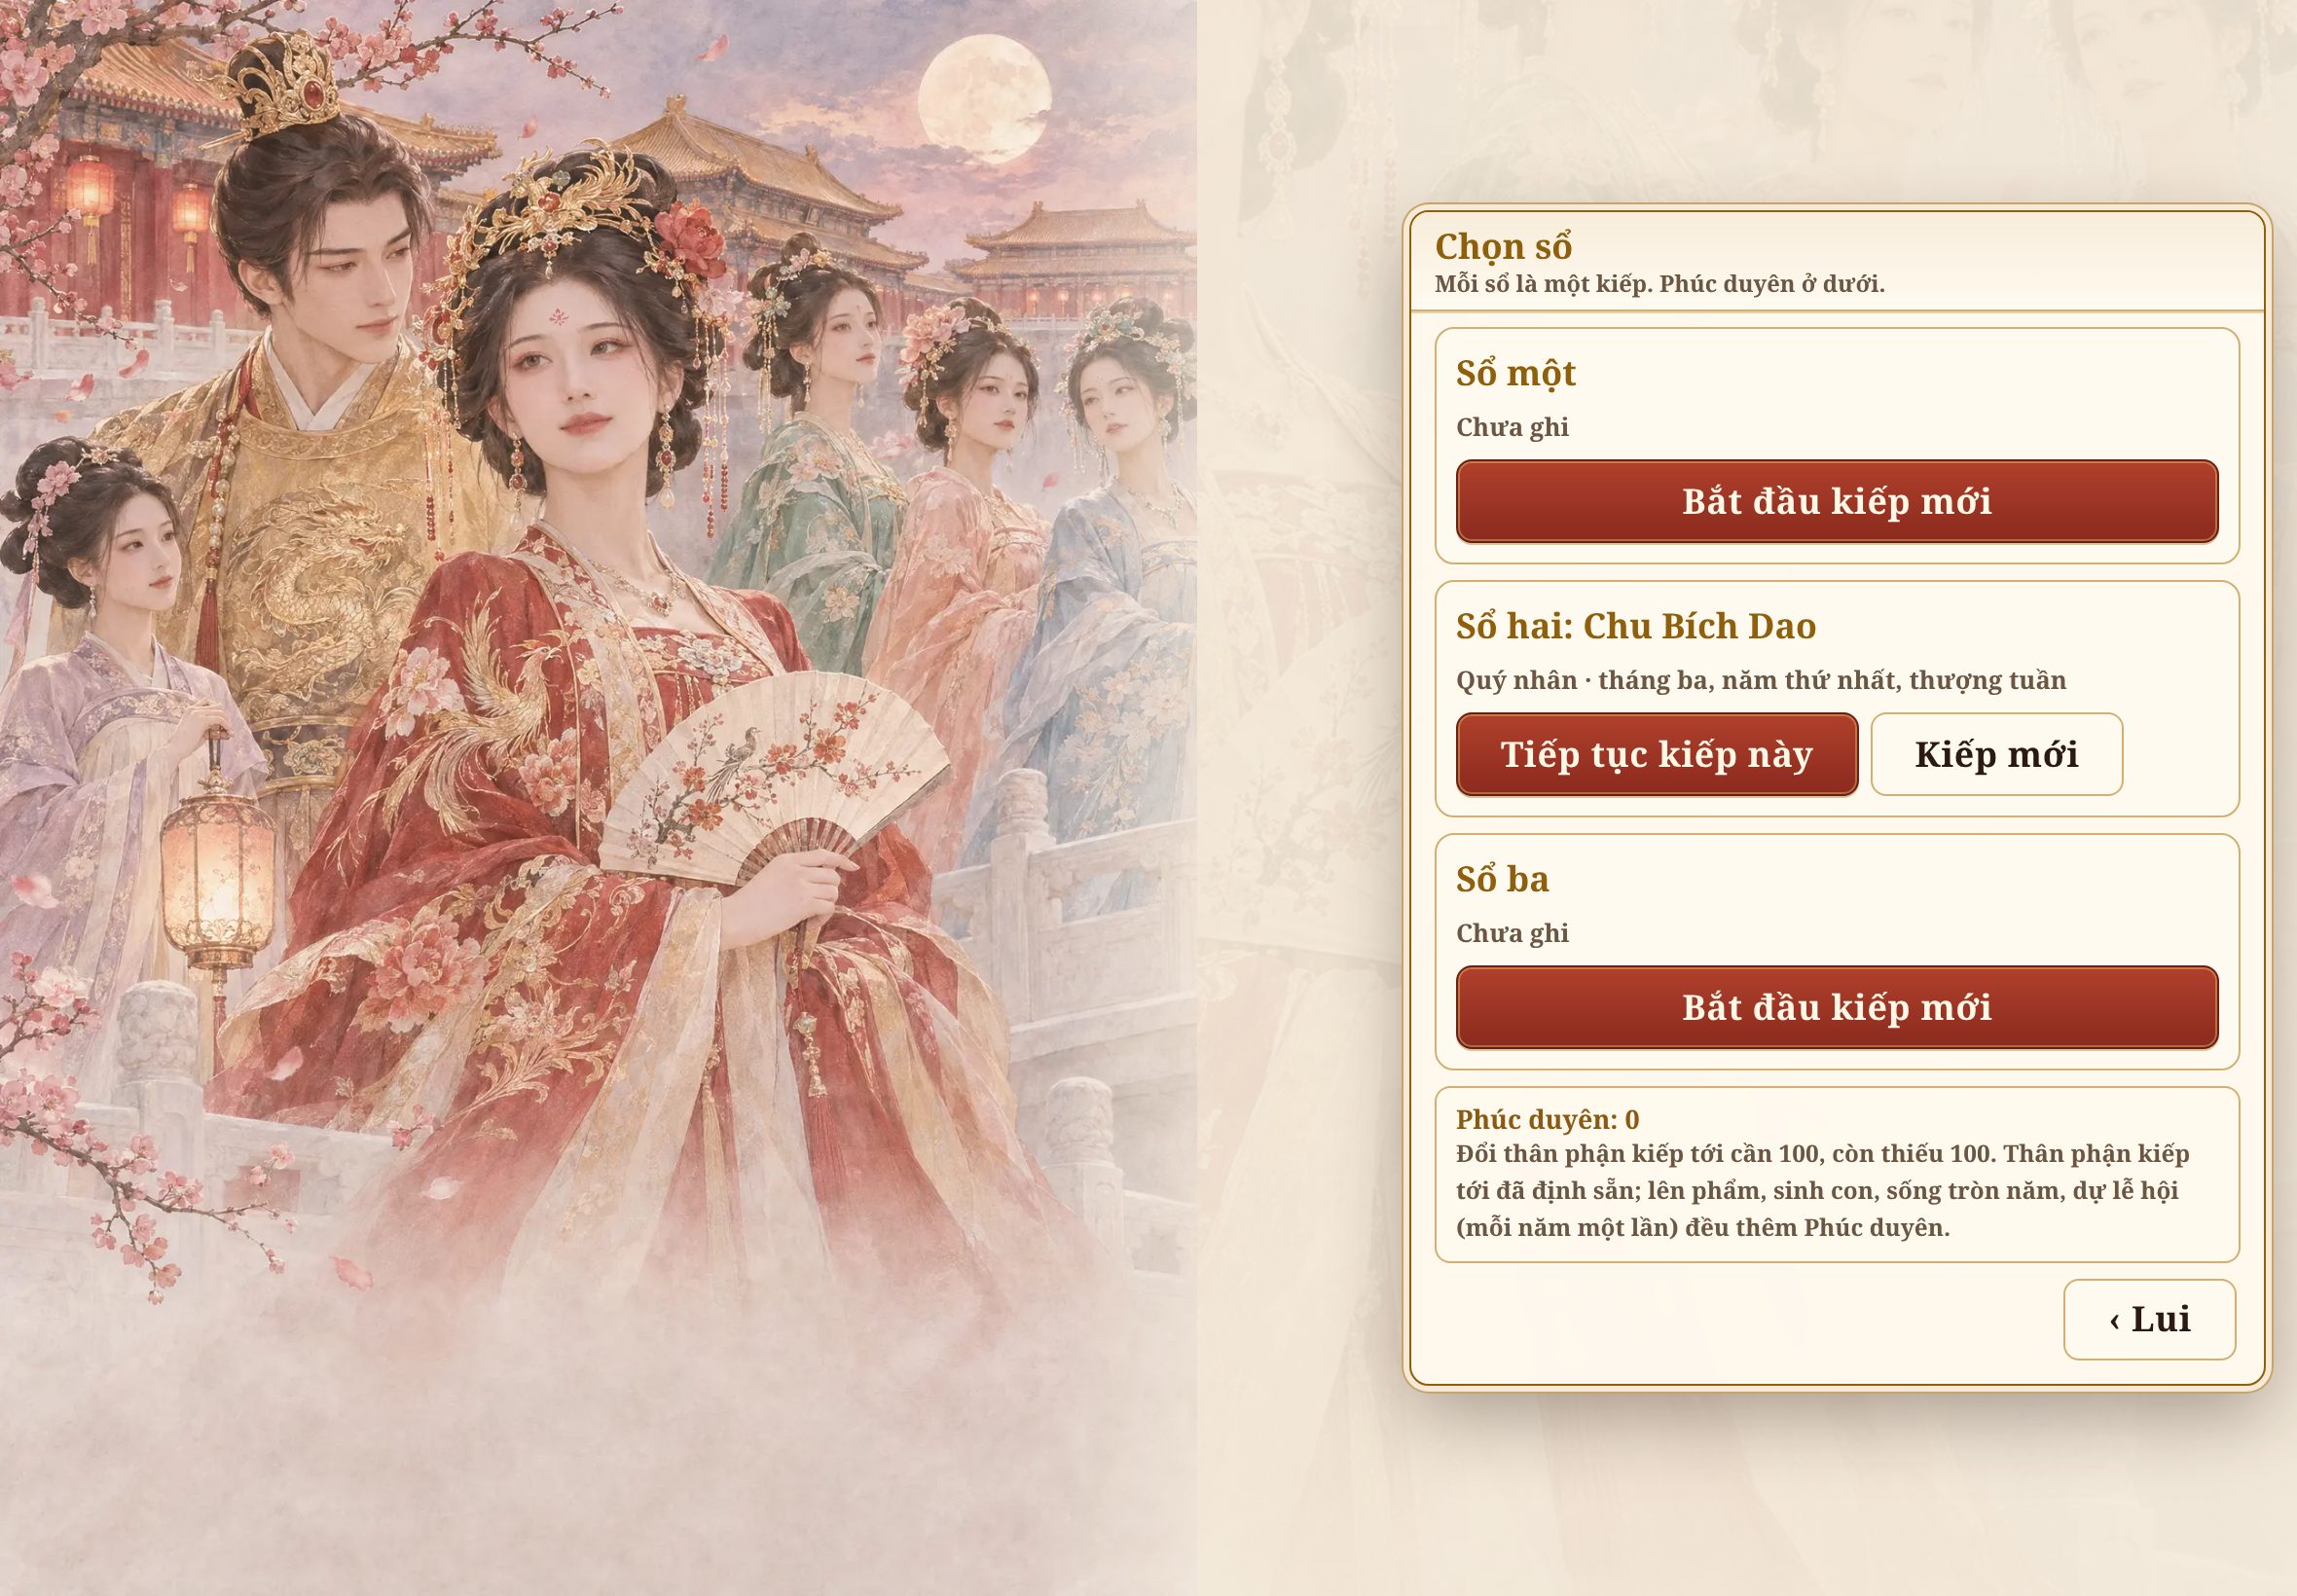 Chọn sổ
Mỗi sổ là một kiếp. Phúc duyên ở dưới.
Sổ một
Chưa ghi
Bắt đầu kiếp mới
Sổ hai: Chu Bích Dao
Quý nhân · tháng ba, năm thứ nhất, thượng tuần
Tiếp tục kiếp này
Kiếp mới
Sổ ba
Chưa ghi
Bắt đầu kiếp mới
Phúc duyên: 0
Đổi thân phận kiếp tới cần 100, còn thiếu 100. Thân phận kiếp
tới đã định sẵn; lên phẩm, sinh con, sống tròn năm, dự lễ hội
(mỗi năm một lần) đều thêm Phúc duyên.
‹ Lui